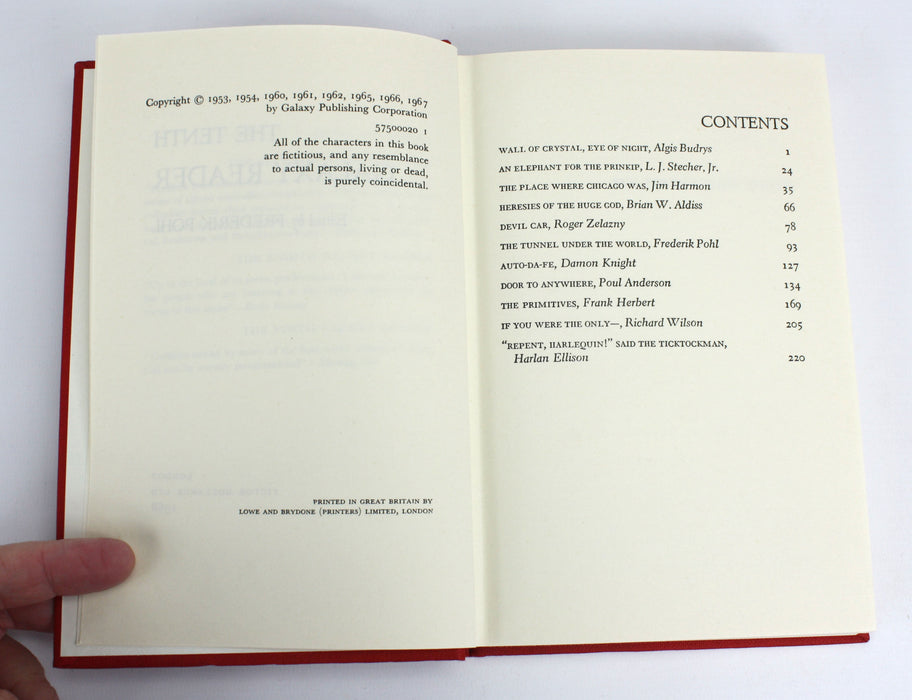 Copyright © 1953, 1954, 1960, 1961, 1962, 1965, 1966, 1967
by Galaxy Publishing Corporation
57500020 1
All of the characters in this book
are fictitious, and any resemblance
to actual persons, living or dead,
is purely coincidental.
PRINTED IN GREAT BRITAIN BY
LOWE AND BRYDONE (PRINTERS) LIMITED, LONDON
CONTENTS
WALL OF CRYSTAL, EYE OF NIGHT, Algis Budrys 1
AN ELEPHANT FOR THE PRINKIP, L. J. Stecher, Jr. 24
THE PLACE WHERE CHICAGO WAS, Jim Harmon 35
HERESIES OF THE HUGE GOD, Brian W. Aldiss 66
DEVIL CAR, Roger Zelazny 78
THE TUNNEL UNDER THE WORLD, Frederik Pohl 93
AUTO-DA-FE, Damon Knight 127
DOOR TO ANYWHERE, Poul Anderson 134
THE PRIMITIVES, Frank Herbert 169
IF YOU WERE THE ONLY—, Richard Wilson 205
"REPENT, HARLEQUIN!" SAID THE TICKTOCKMAN,
Harlan Ellison 220